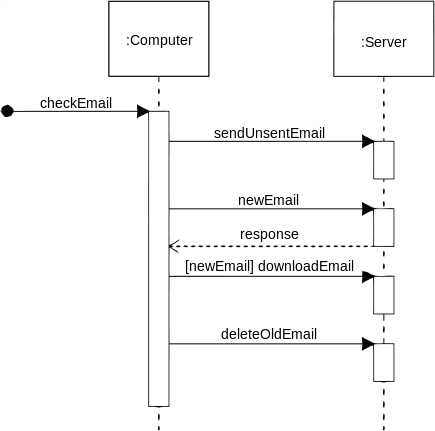 :Computer
:Server
checkEmail
sendUnsentEmail
newEmail
response
[newEmail] downloadEmail
deleteOldEmail